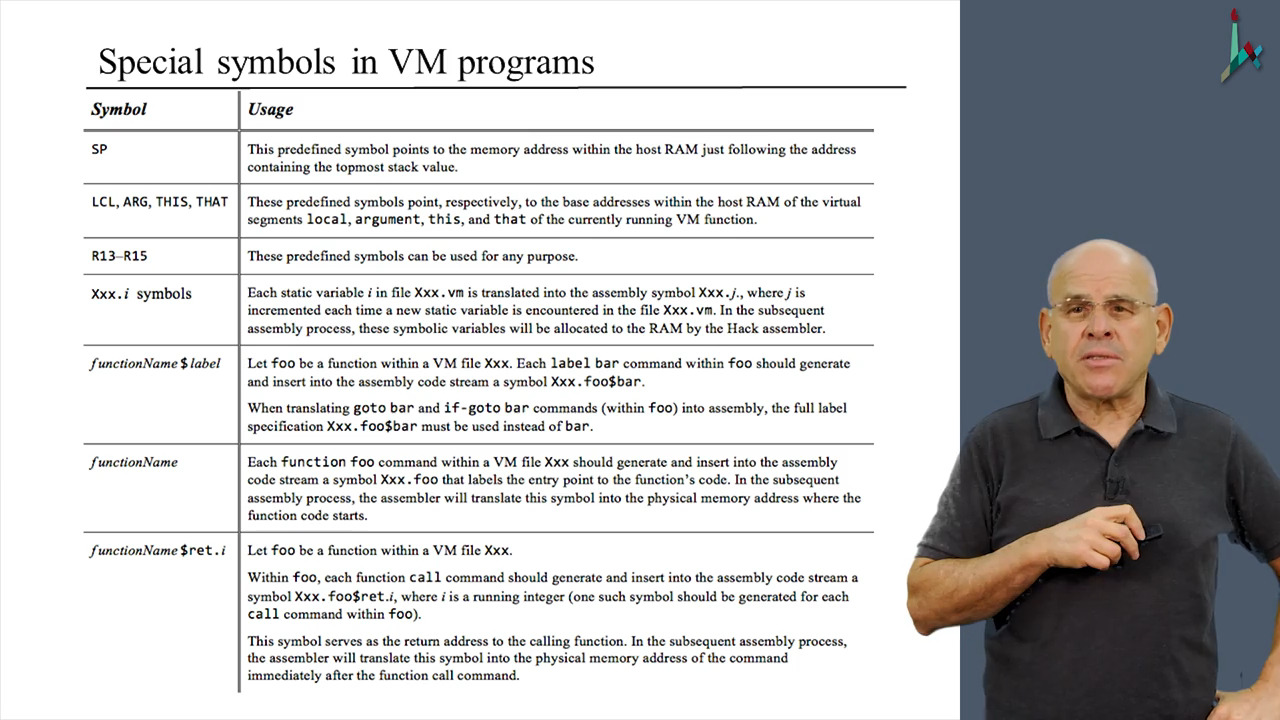 Special symbols in VM programs
Symbol
Usage
SP
This predefined symbol points to the memory address within the host RAM just following the address
containing the topmost stack value.
LCL, ARG, THIS, THAT
These predefined symbols point, respectively, to the base addresses within the host RAM of the virtual
segments local, argument, this, and that of the currently running VM function.
R13–R15
These predefined symbols can be used for any purpose.
Xxx.i symbols
Each static variable i in file Xxx.vm is translated into the assembly symbol Xxx.j., where j is
incremented each time a new static variable is encountered in the file Xxx.vm. In the subsequent
assembly process, these symbolic variables will be allocated to the RAM by the Hack assembler.
functionName$label
Let foo be a function within a VM file Xxx. Each label bar command within foo should generate
and insert into the assembly code stream a symbol Xxx.foo$bar.
When translating goto bar and if-goto bar commands (within foo) into assembly, the full label
specification Xxx.foo$bar must be used instead of bar.
functionName
Each function foo command within a VM file Xxx should generate and insert into the assembly
code stream a symbol Xxx.foo that labels the entry point to the function's code. In the subsequent
assembly process, the assembler will translate this symbol into the physical memory address where the
function code starts.
functionName$ret.i
Let foo be a function within a VM file Xxx.
Within foo, each function call command should generate and insert into the assembly code stream a
symbol Xxx.foo$ret.i, where i is a running integer (one such symbol should be generated for each
call command within foo).
This symbol serves as the return address to the calling function. In the subsequent assembly process,
the assembler will translate this symbol into the physical memory address of the command
immediately after the function call command.